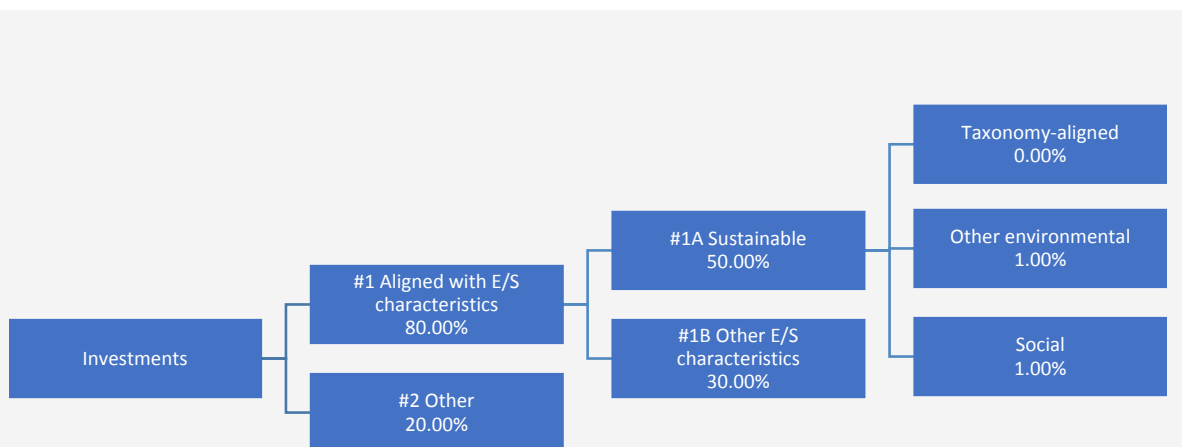 Investments
#1 Aligned with E/S
characteristics
80.00%
#2 Other
20.00%
#1A Sustainable
50.00%
#1B Other E/S
characteristics
30.00%
Taxonomy-aligned
0.00%
Other environmental
1.00%
Social
1.00%